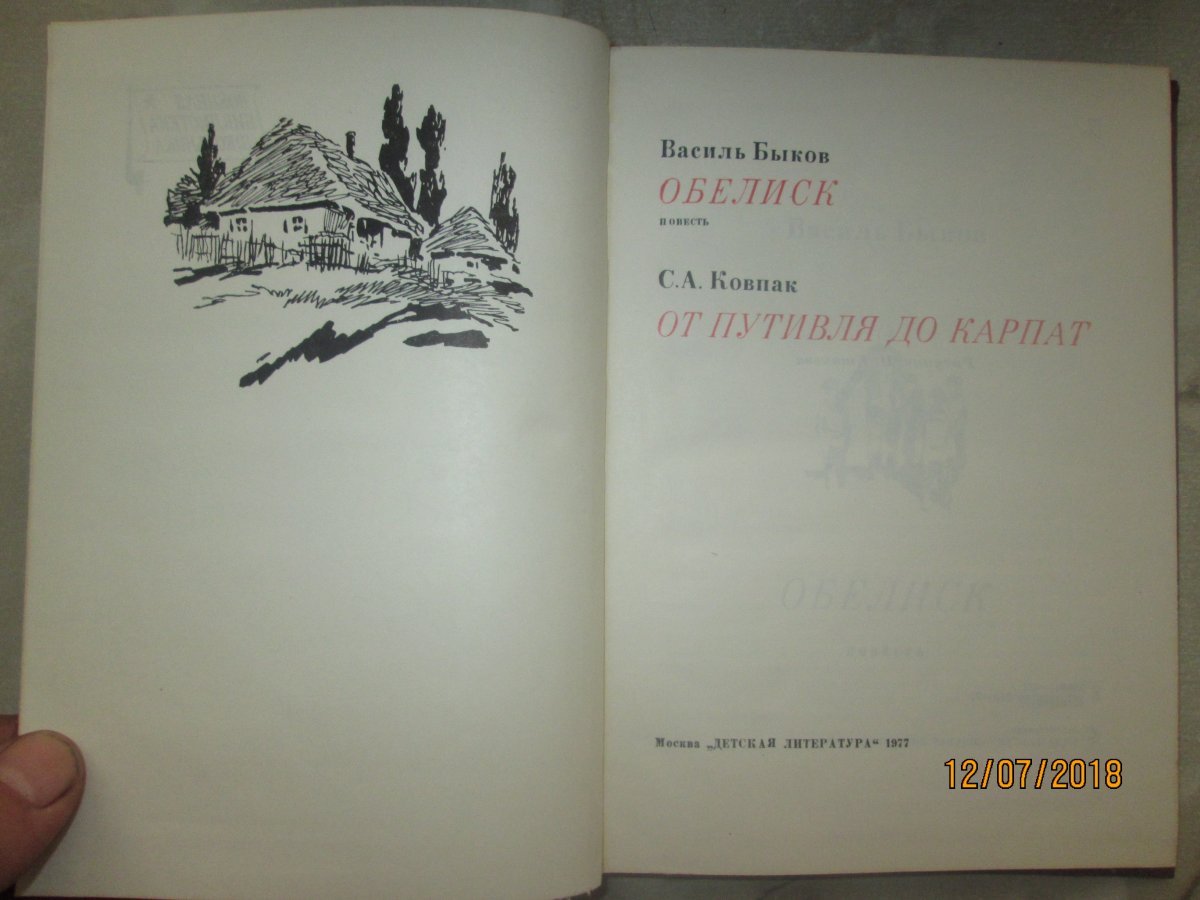 Василь Быков
ОБЕЛИСК
повесть
С.А. Ковпак
ОТ ПУТИВЛЯ ДО КАРПАТ
Москва „ДЕТСКАЯ ЛИТЕРАТУРА“ 1977
12/07/2018